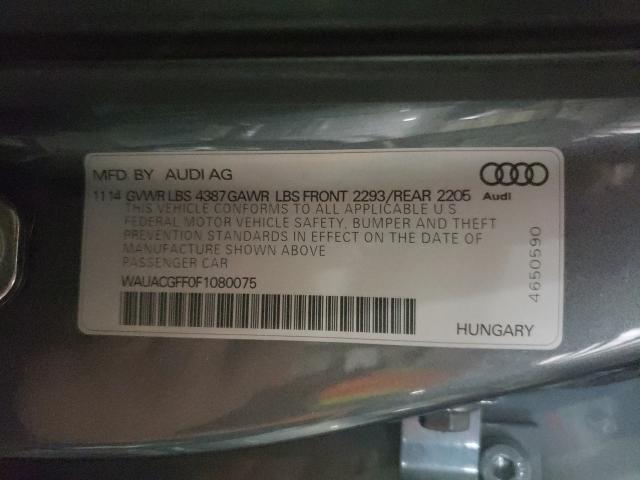 MFD. BY AUDI AG
11 14 GVWR LBS 4387 GAWR LBS FRONT 2293/REAR 2205 Audi
THIS VEHICLE CONFORMS TO ALL APPLICABLE U S
FEDERAL MOTOR VEHICLE SAFETY, BUMPER AND THEFT
PREVENTION STANDARDS IN EFFECT ON THE DATE OF
MANUFACTURE SHOWN ABOVE
PASSENGER CAR
WAUACGFF0F1080075
HUNGARY
4650590